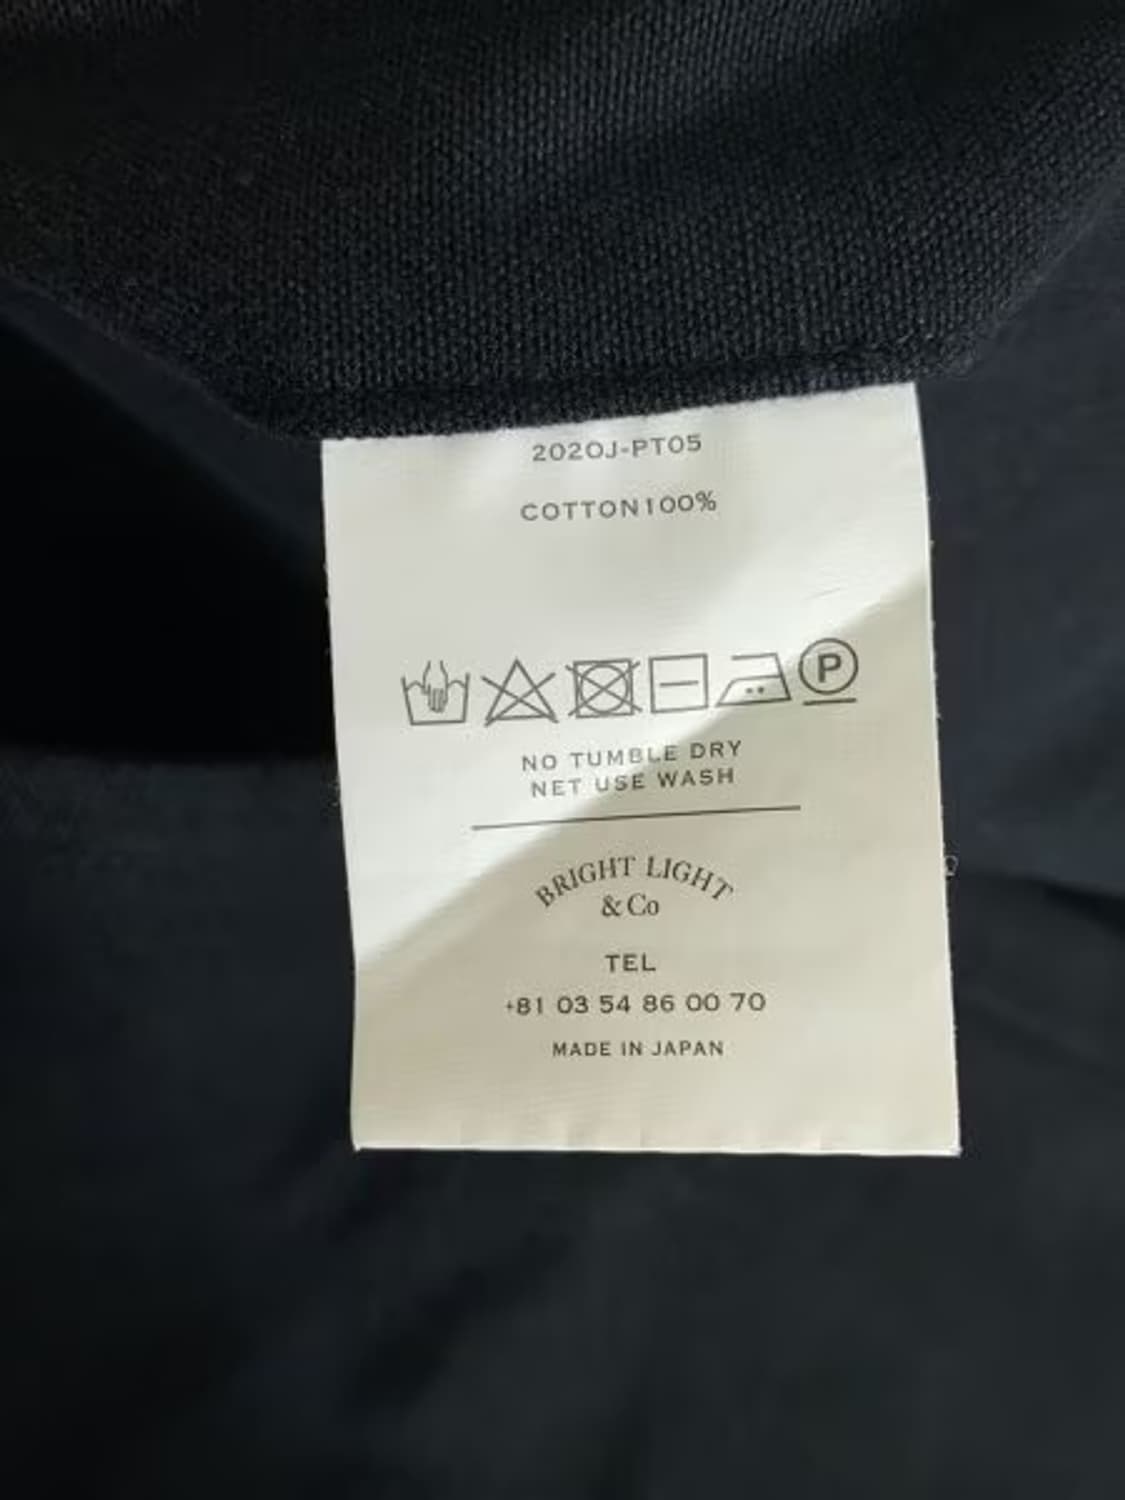 2020J-PT05
COTTON100%
P
NO TUMBLE DRY
NET USE WASH
BRIGHT LIGHT
& Co
TEL
+81 03 54 86 00 70
MADE IN JAPAN